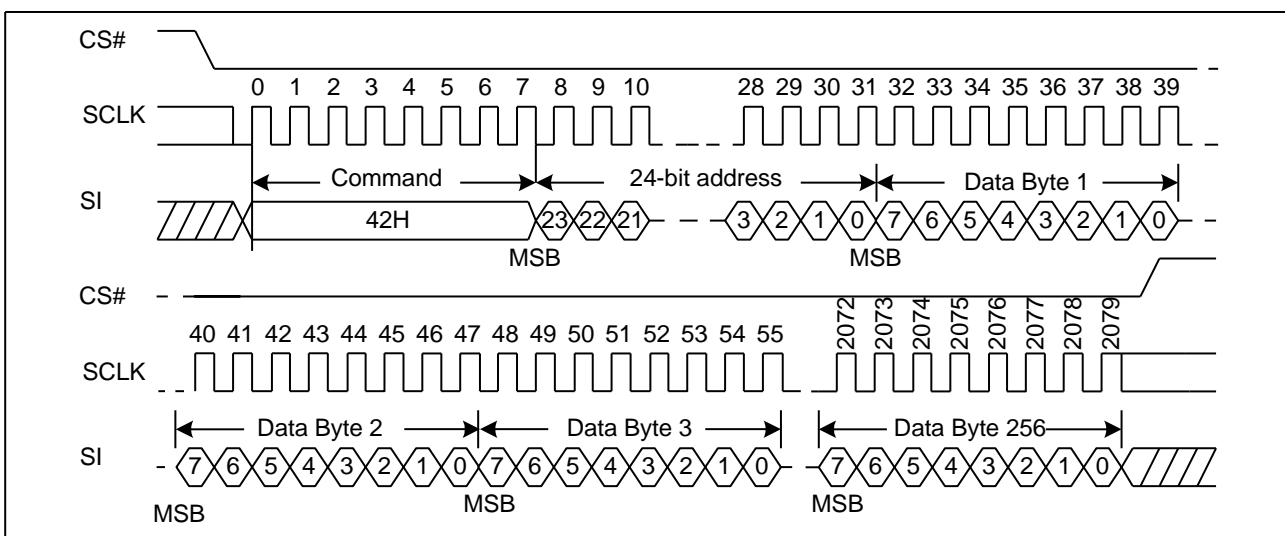 CS#
0 1 2 3 4 5 6 7 8 9 10 28 29 30 31 32 33 34 35 36 37 38 39
SCLK
Command 24-bit address Data Byte 1
SI
42H 23 22 21 3 2 1 0 7 6 5 4 3 2 1 0
MSB MSB
CS#
40 41 42 43 44 45 46 47 48 49 50 51 52 53 54 55 2072 2073 2074 2075 2076 2077 2078 2079
SCLK
Data Byte 2 Data Byte 3 Data Byte 256
SI
7 6 5 4 3 2 1 0 7 6 5 4 3 2 1 0 7 6 5 4 3 2 1 0
MSB MSB MSB